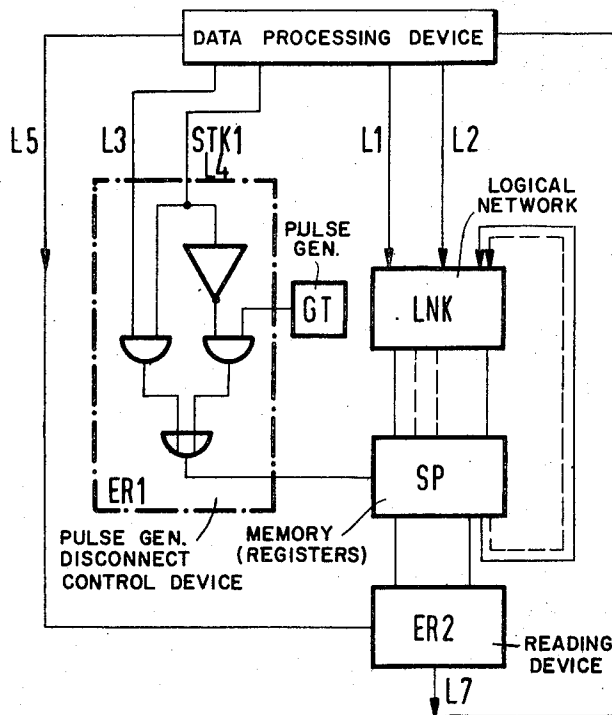 DATA PROCESSING DEVICE
L5
L3
STK1
L4
L1
L2
LOGICAL
NETWORK
PULSE
GEN.
GT
LNK
SP
ER1
MEMORY
(REGISTERS)
PULSE GEN.
DISCONNECT
CONTROL DEVICE
ER2
READING
DEVICE
L7